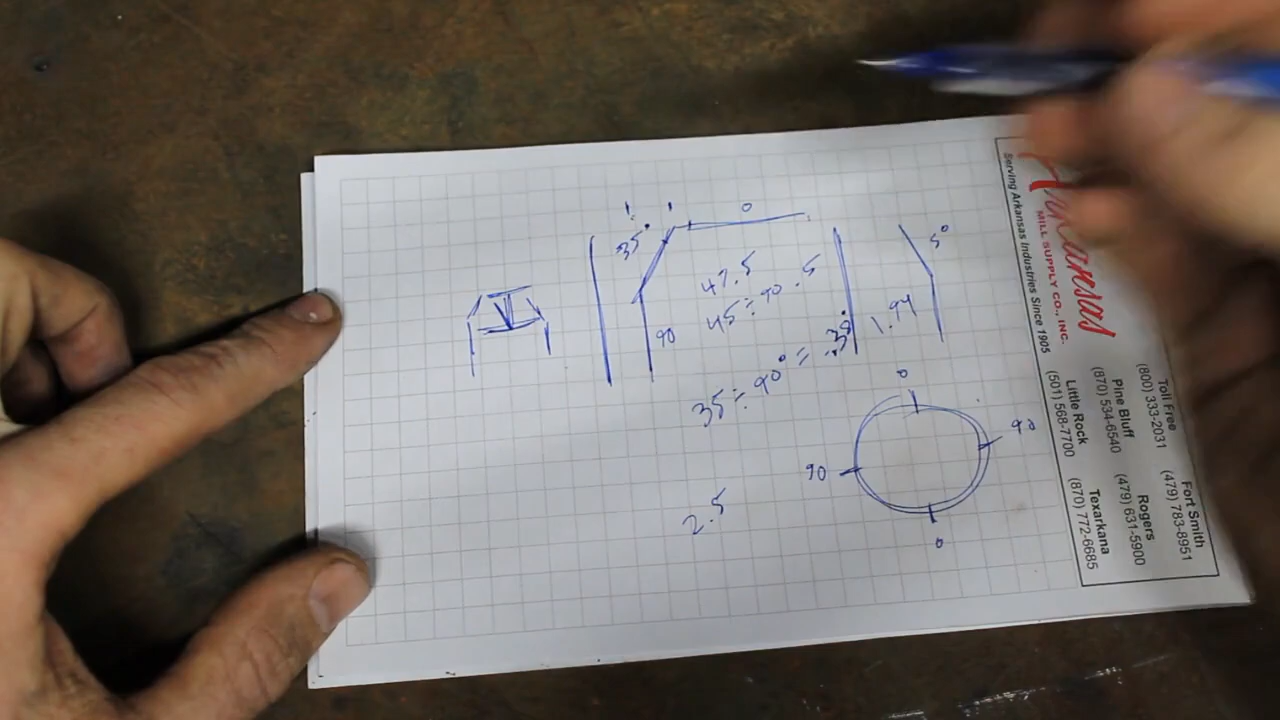 0
35°
47.5
45÷90 .5
90
35÷90° = .38
5°
1.94
0
90
90
0
2.5
Arkansas
MILL SUPPLY CO., INC.
Serving Arkansas Industries Since 1905
Toll Free
(800) 333-2031
Pine Bluff
(870) 534-6540
Little Rock
(501) 568-7700
Fort Smith
(479) 783-8951
Rogers
(479) 631-5900
Texarkana
(870) 772-6685